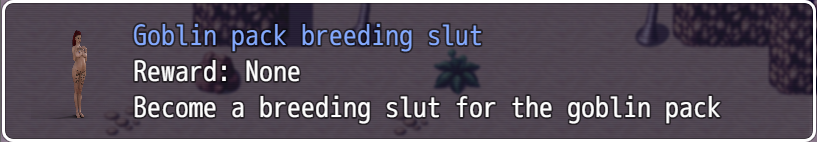 Goblin pack breeding slut
Reward: None
Become a breeding slut for the goblin pack